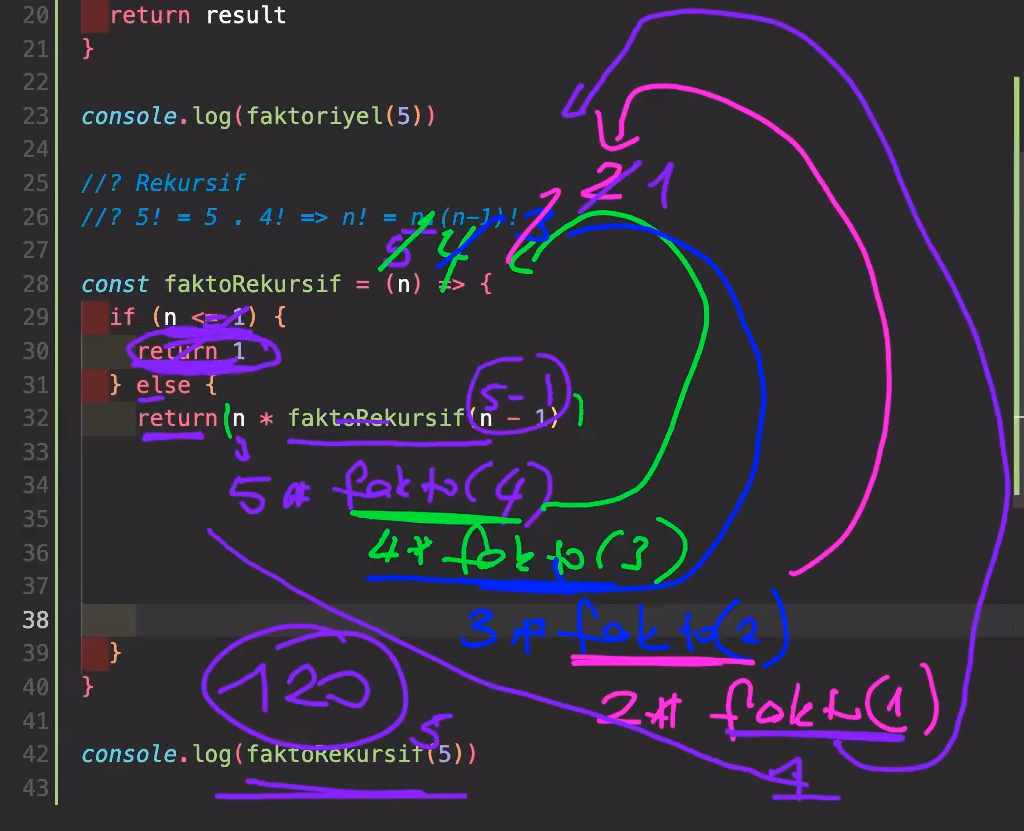 20 return result
21 }
22
23 console.log(faktoriyel(5))
24
25 //? Rekursif
2 1
26 //? 5! = 5 . 4! => n! = n.(n-1)!
3
27
5 4
28 const faktoRekursif = (n) => {
29 if (n <= 1) {
30 return 1
31 } else {
5-1
32 return (n * faktoRekursif(n - 1))
33
34 5 * fakto(4)
35
36 4 * fakto(3)
37
38 3 * fakto(2)
39 }
40 }
120
2 * fakto(1)
41
5
42 console.log(faktoRekursif(5))
1
43